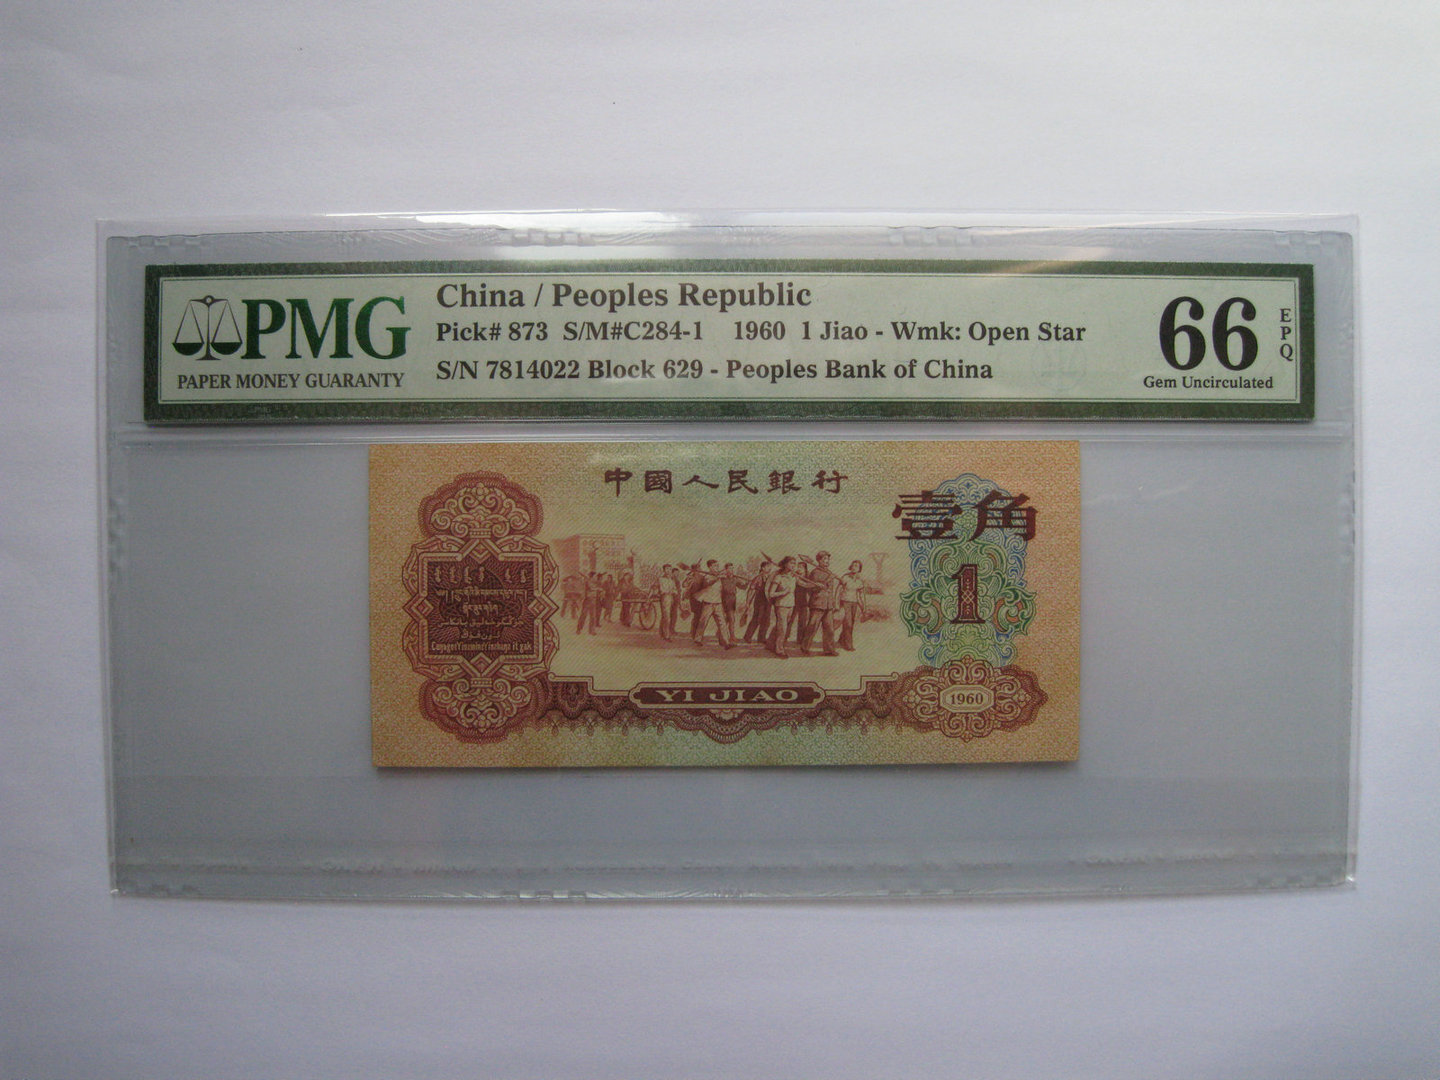 PMG
PAPER MONEY GUARANTY
China / Peoples Republic
Pick# 873 S/M#C284-1 1960 1 Jiao - Wmk: Open Star
S/N 7814022 Block 629 - Peoples Bank of China
66
EPQ
Gem Uncirculated
中國人民銀行
壹角
1
YI JIAO
1960